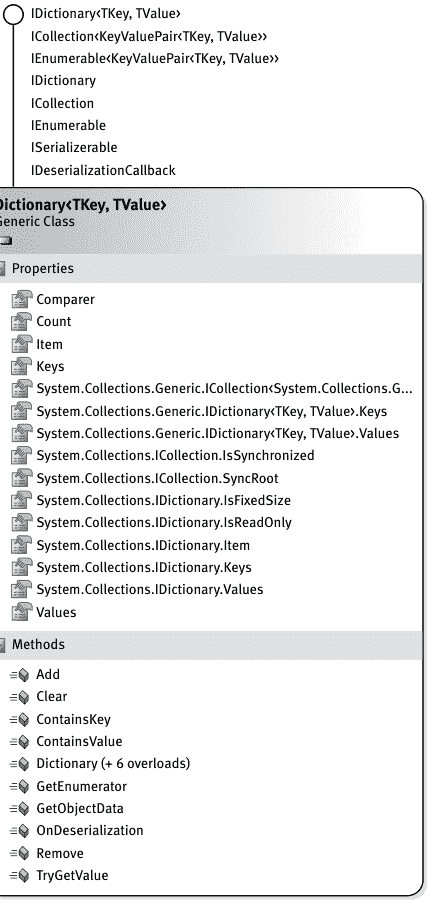 IDictionary<TKey, TValue>
ICollection<KeyValuePair<TKey, TValue>>
IEnumerable<KeyValuePair<TKey, TValue>>
IDictionary
ICollection
IEnumerable
ISerializable
IDeserializationCallback
Dictionary<TKey, TValue>
Generic Class
Properties
Comparer
Count
Item
Keys
System.Collections.Generic.ICollection<System.Collections.G...
System.Collections.Generic.IDictionary<TKey, TValue>.Keys
System.Collections.Generic.IDictionary<TKey, TValue>.Values
System.Collections.ICollection.IsSynchronized
System.Collections.ICollection.SyncRoot
System.Collections.IDictionary.IsFixedSize
System.Collections.IDictionary.IsReadOnly
System.Collections.IDictionary.Item
System.Collections.IDictionary.Keys
System.Collections.IDictionary.Values
Values
Methods
Add
Clear
ContainsKey
ContainsValue
Dictionary (+ 6 overloads)
GetEnumerator
GetObjectData
OnDeserialization
Remove
TryGetValue